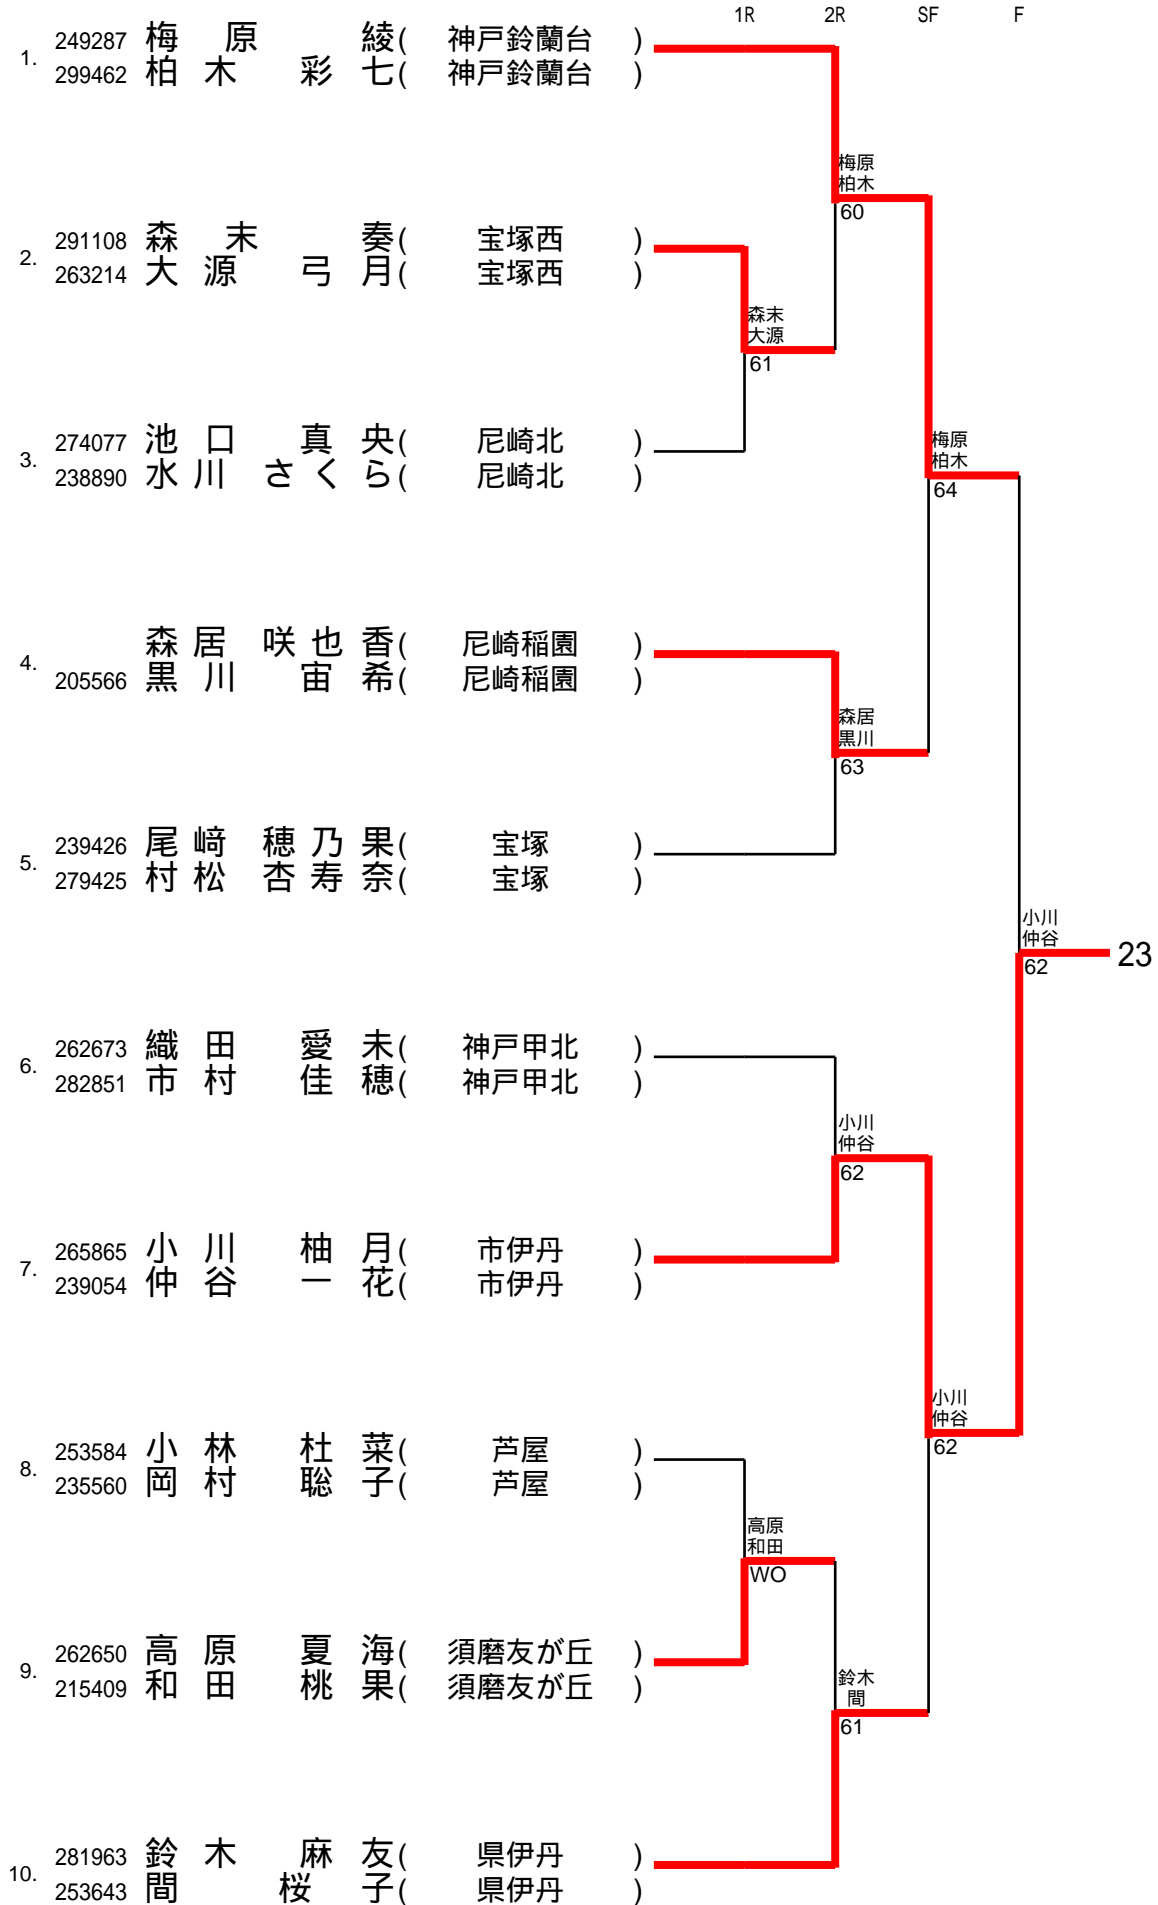 1R 2R SF F
1. 249287 梅原 綾( 神戸鈴蘭台 )
299462 柏木 彩七( 神戸鈴蘭台 )
梅原
柏木
60
2. 291108 森末 奏( 宝塚西 )
263214 大源 弓月( 宝塚西 )
森末
大源
61
3. 274077 池口 真央( 尼崎北 )
238890 水川 さくら( 尼崎北 )
梅原
柏木
64
4. 森居 咲也香( 尼崎稲園 )
205566 黒川 宙希( 尼崎稲園 )
森居
黒川
63
5. 239426 尾﨑 穂乃果( 宝塚 )
279425 村松 杏寿奈( 宝塚 )
小川
仲谷
62 23
6. 262673 織田 愛未( 神戸甲北 )
282851 市村 佳穂( 神戸甲北 )
小川
仲谷
62
7. 265865 小川 柚月( 市伊丹 )
239054 仲谷 一花( 市伊丹 )
小川
仲谷
62
8. 253584 小林 杜菜( 芦屋 )
235560 岡村 聡子( 芦屋 )
高原
和田
WO
9. 262650 高原 夏海( 須磨友が丘 )
215409 和田 桃果( 須磨友が丘 )
鈴木
間
61
10. 281963 鈴木 麻友( 県伊丹 )
253643 間 桜子( 県伊丹 )